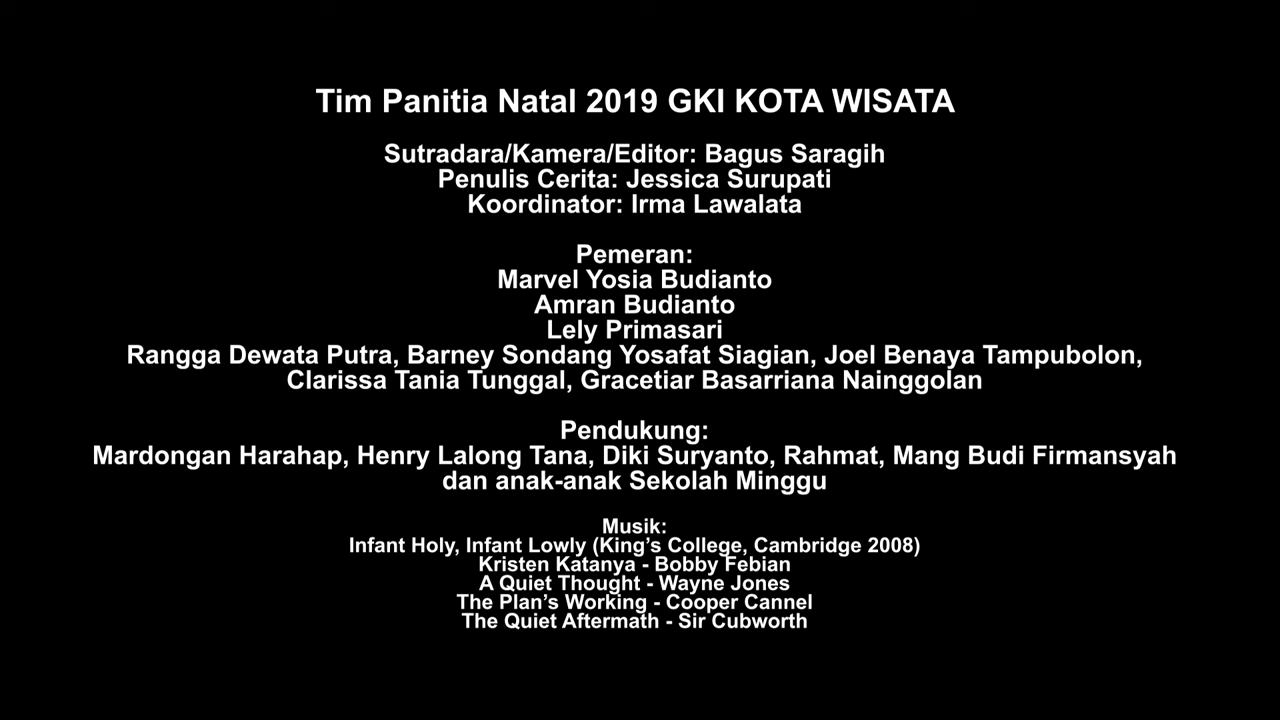 Tim Panitia Natal 2019 GKI KOTA WISATA
Sutradara/Kamera/Editor: Bagus Saragih
Penulis Cerita: Jessica Surupati
Koordinator: Irma Lawalata
Pemeran:
Marvel Yosia Budianto
Amran Budianto
Lely Primasari
Rangga Dewata Putra, Barney Sondang Yosafat Siagian, Joel Benaya Tampubolon,
Clarissa Tania Tunggal, Gracetiar Basarriana Nainggolan
Pendukung:
Mardongan Harahap, Henry Lalong Tana, Diki Suryanto, Rahmat, Mang Budi Firmansyah
dan anak-anak Sekolah Minggu
Musik:
Infant Holy, Infant Lowly (King’s College, Cambridge 2008)
Kristen Katanya - Bobby Febian
A Quiet Thought - Wayne Jones
The Plan’s Working - Cooper Cannel
The Quiet Aftermath - Sir Cubworth